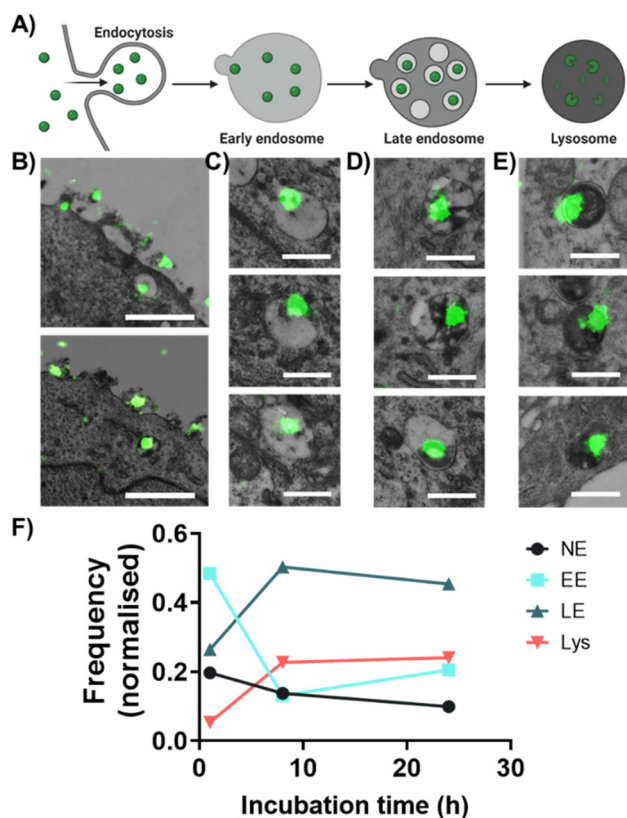 A)
Endocytosis
Early endosome
Late endosome
Lysosome
B)
C)
D)
E)
F)
Frequency
(normalised)
0.6
0.4
0.2
0.0
0
10
20
30
Incubation time (h)
NE
EE
LE
Lys